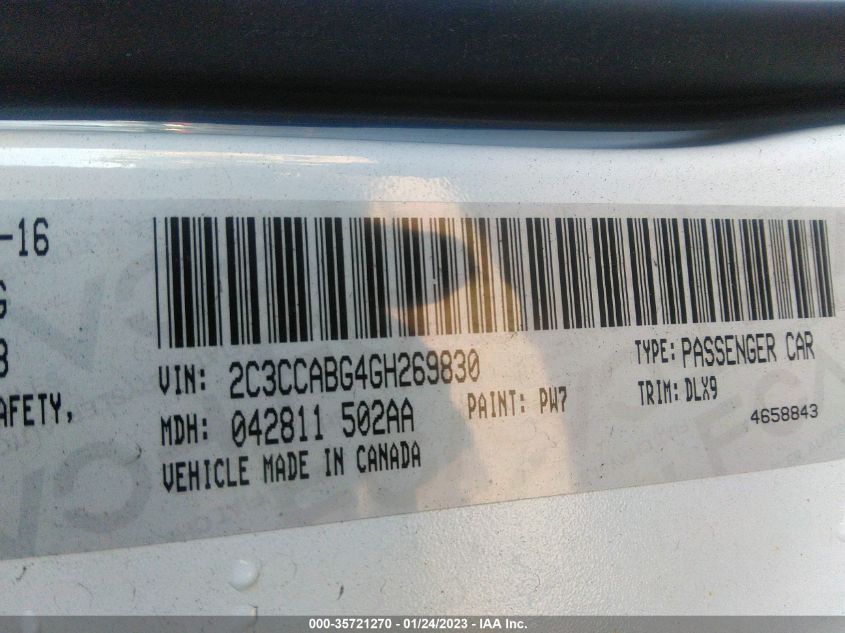 -16
G
8
AFETY,
VIN: 2C3CCABG4GH269830
TYPE: PASSENGER CAR
MDH: 042811 502AA
PAINT: PW7
TRIM: DLX9
4658843
VEHICLE MADE IN CANADA
000-35721270 - 01/24/2023 - IAA Inc.